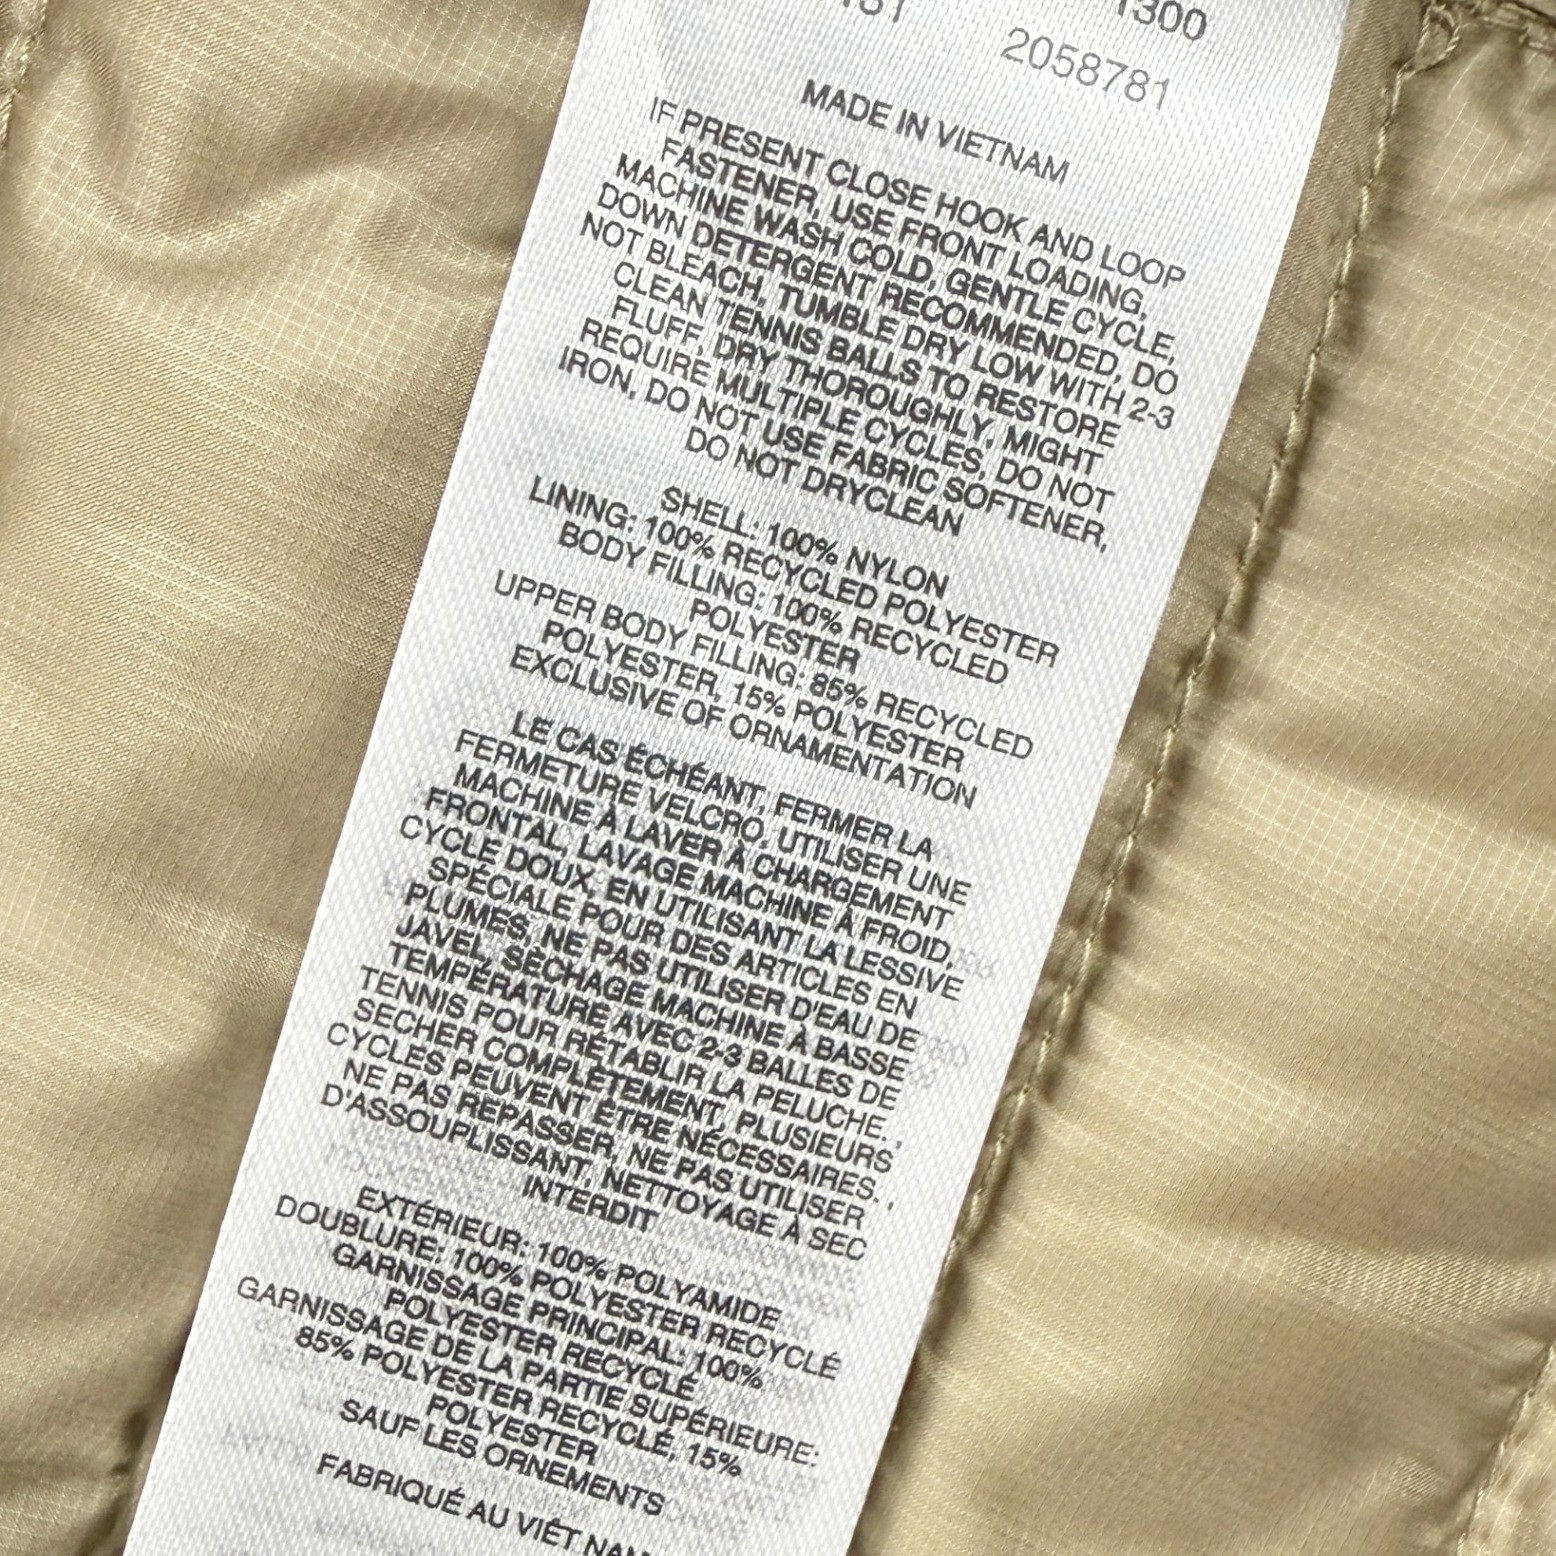 1300
2058781
MADE IN VIETNAM
IF PRESENT CLOSE HOOK AND LOOP
FASTENER, USE FRONT LOADING,
MACHINE WASH COLD, GENTLE CYCLE,
DOWN DETERGENT RECOMMENDED, DO
NOT BLEACH, TUMBLE DRY LOW WITH 2-3
CLEAN TENNIS BALLS TO RESTORE
FLUFF, DRY THOROUGHLY, MIGHT
REQUIRE MULTIPLE CYCLES, DO NOT
IRON, DO NOT USE FABRIC SOFTENER,
DO NOT DRYCLEAN
SHELL: 100% NYLON
LINING: 100% RECYCLED POLYESTER
BODY FILLING: 100% RECYCLED
POLYESTER
UPPER BODY FILLING: 85% RECYCLED
POLYESTER, 15% POLYESTER
EXCLUSIVE OF ORNAMENTATION
LE CAS ÉCHÉANT, FERMER LA
FERMETURE VELCRO, UTILISER UNE
MACHINE À LAVER À CHARGEMENT
FRONTAL, LAVAGE MACHINE À FROID,
CYCLE DOUX, EN UTILISANT LA LESSIVE
SPÉCIALE POUR DES ARTICLES EN
PLUMES, NE PAS UTILISER D'EAU DE
JAVEL, SÉCHAGE MACHINE À BASSE
TEMPÉRATURE AVEC 2-3 BALLES DE
TENNIS POUR RÉTABLIR LA PELUCHE,
SÉCHER COMPLÈTEMENT, PLUSIEURS
CYCLES PEUVENT ÊTRE NÉCESSAIRES,
NE PAS REPASSER, NE PAS UTILISER
D'ASSOUPLISSANT, NETTOYAGE À SEC
INTERDIT
EXTÉRIEUR: 100% POLYAMIDE
DOUBLURE: 100% POLYESTER RECYCLÉ
GARNISSAGE PRINCIPAL: 100%
POLYESTER RECYCLÉ
GARNISSAGE DE LA PARTIE SUPÉRIEURE:
85% POLYESTER RECYCLÉ, 15%
POLYESTER
SAUF LES ORNEMENTS
FABRIQUÉ AU VIÊT NAM